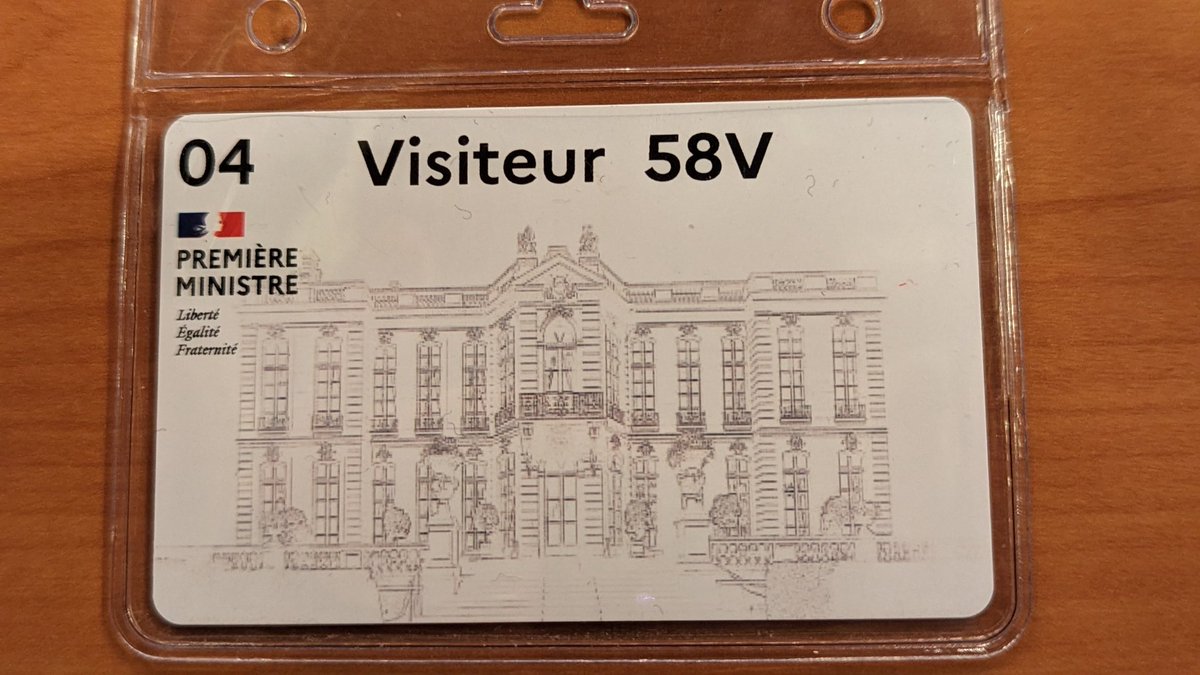 04 Visiteur 58V
PREMIÈRE
MINISTRE
Liberté
Égalité
Fraternité